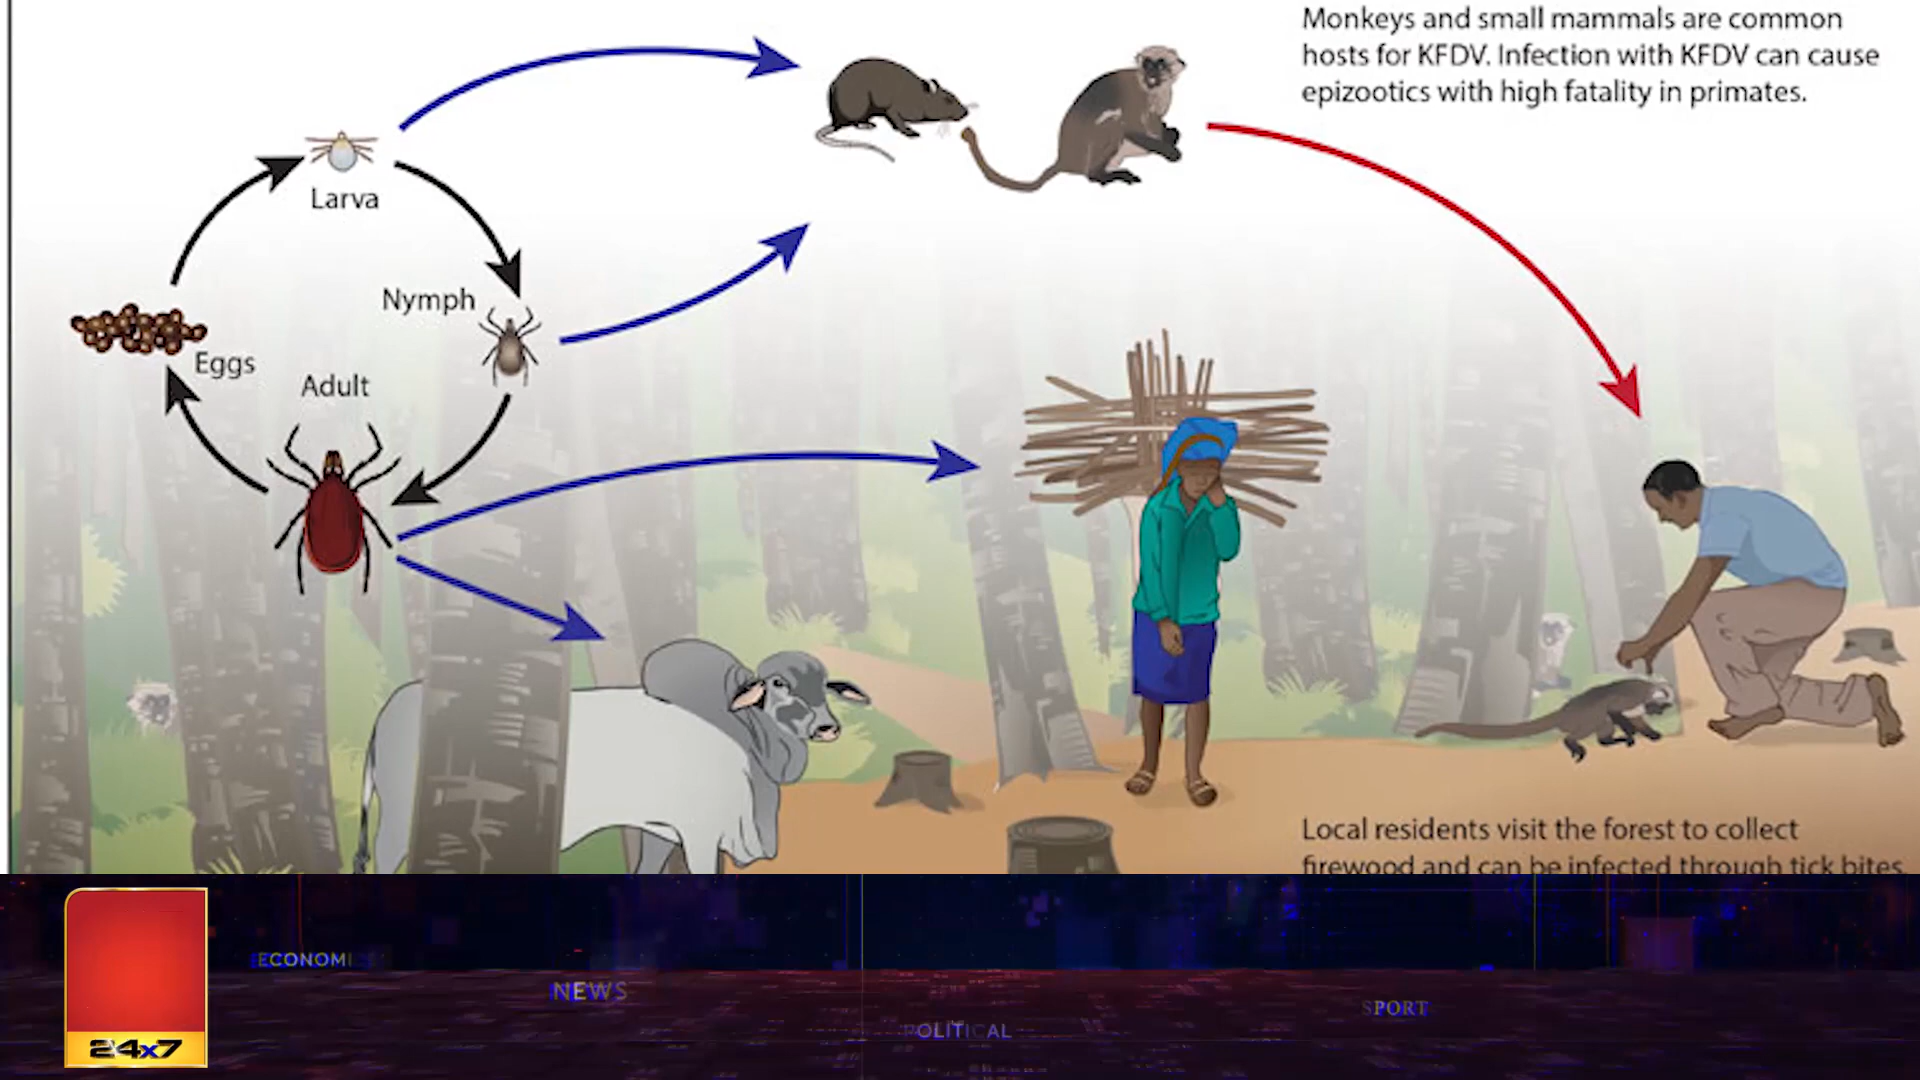 Monkeys and small mammals are common
hosts for KFDV. Infection with KFDV can cause
epizootics with high fatality in primates.
Larva
Nymph
Eggs
Adult
Local residents visit the forest to collect
firewood and can be infected through tick bites
ECONOMI
NEWS
SPORT
POLITICAL
24x7